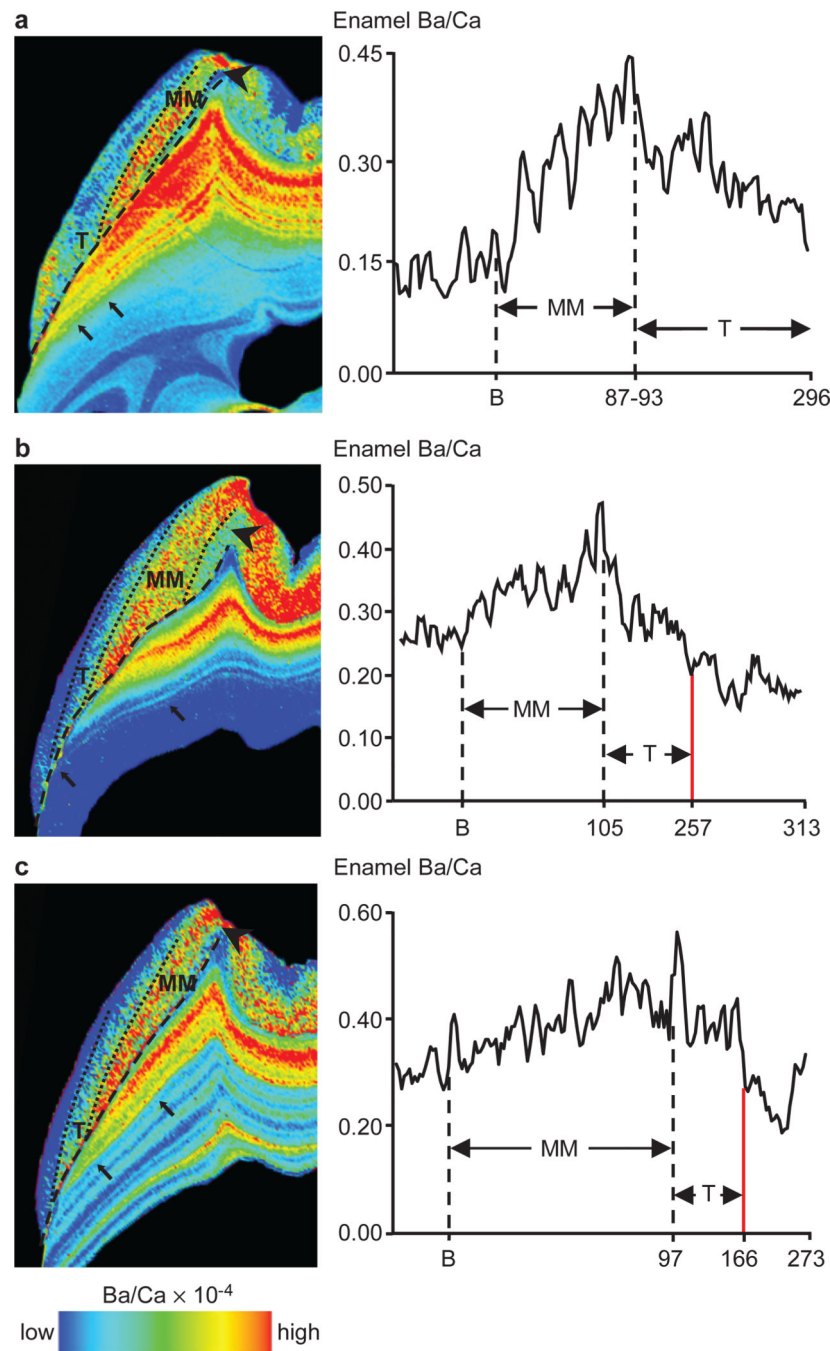 a
Enamel Ba/Ca
0.45
0.30
0.15
0.00
MM
T
MM
T
B
87-93
296
b
Enamel Ba/Ca
0.50
0.40
0.30
0.20
0.10
0.00
MM
T
MM
T
B
105
257
313
c
Enamel Ba/Ca
0.60
0.40
0.20
0.00
MM
T
MM
T
B
97
166
273
Ba/Ca × 10⁻⁴
low
high